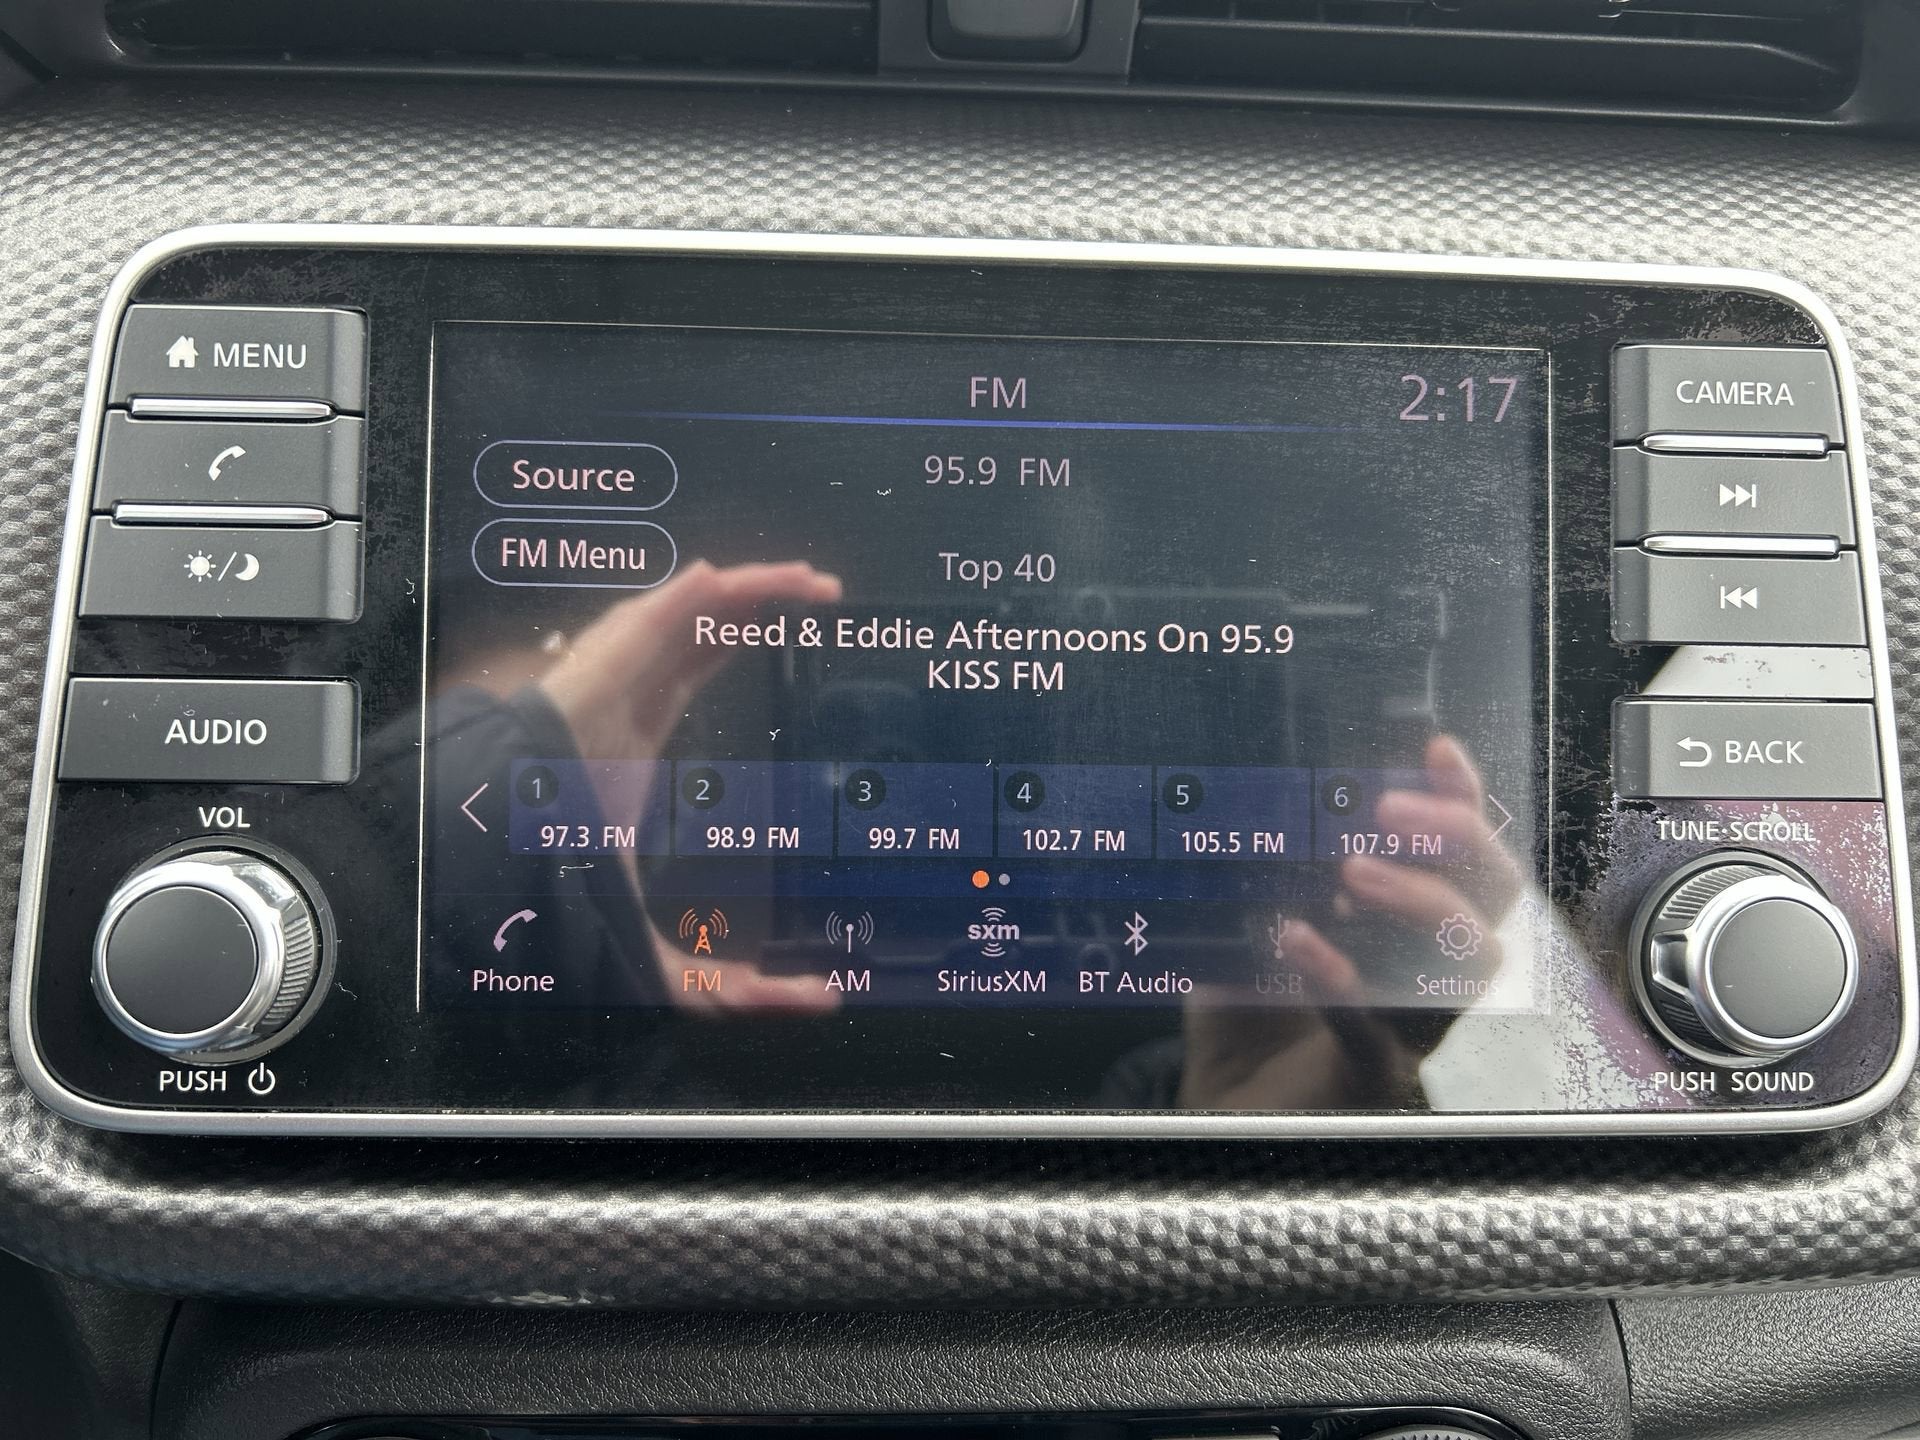 MENU
AUDIO
VOL
PUSH
FM
2:17
Source
95.9 FM
FM Menu
Top 40
Reed & Eddie Afternoons On 95.9
KISS FM
1 2 3 4 5 6
97.3 FM 98.9 FM 99.7 FM 102.7 FM 105.5 FM 107.9 FM
sxm
Phone FM AM SiriusXM BT Audio USB Settings
CAMERA
BACK
TUNE·SCROLL
PUSH SOUND